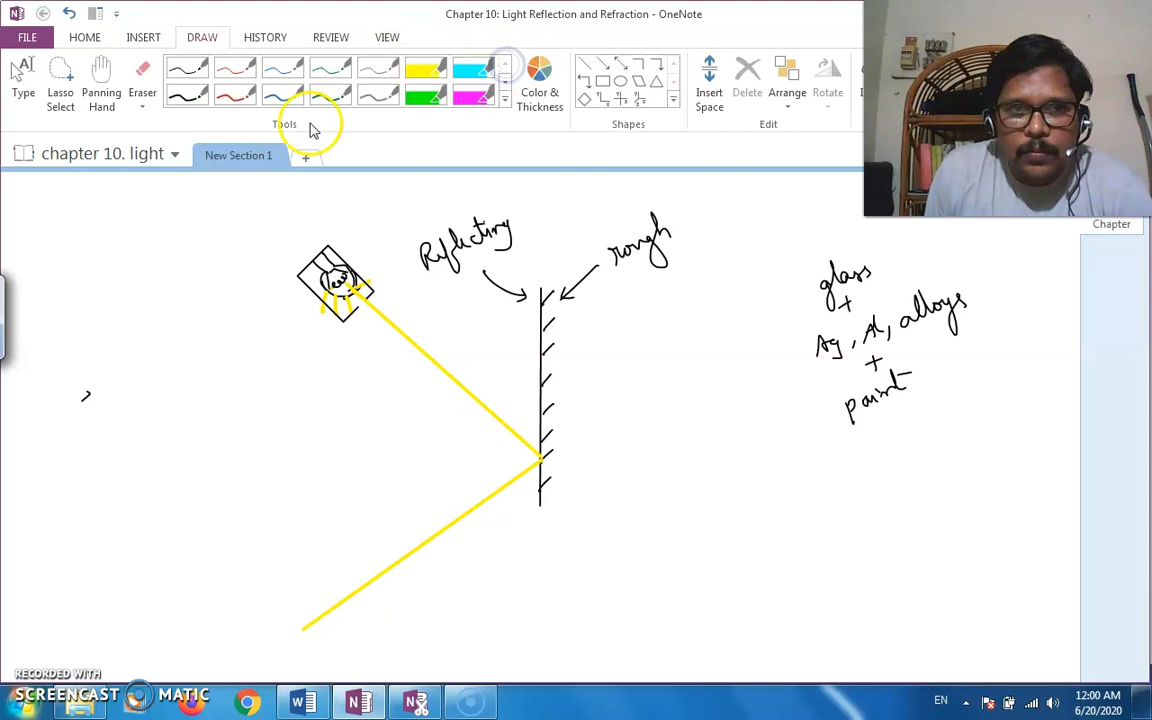 Chapter 10: Light Reflection and Refraction - OneNote
FILE HOME INSERT DRAW HISTORY REVIEW VIEW
Type
Lasso Select
Panning Hand
Eraser
Color & Thickness
Insert Space
Delete
Arrange
Rotate
Tools
Shapes
Edit
chapter 10. light
New Section 1
Chapter
Reflecting
rough
glass
+
Ag, Al, alloys
+
paint
RECORDED WITH
SCREENCAST MATIC
EN
12:00 AM
6/20/2020